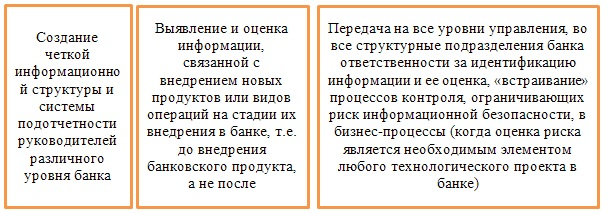 Создание
четкой
информационно
й структуры и
системы
подотчетности
руководителей
различного
уровня банка
Выявление и оценка
информации,
связанной с
внедрением новых
продуктов или видов
операций на стадии их
внедрения в банке, т.е.
до внедрения
банковского продукта,
а не после
Передача на все уровни управления, во
все структурные подразделения банка
ответственности за идентификацию
информации и ее оценка, «встраивание»
процессов контроля, ограничивающих
риск информационной безопасности, в
бизнес-процессы (когда оценка риска
является необходимым элементом
любого технологического проекта в
банке)